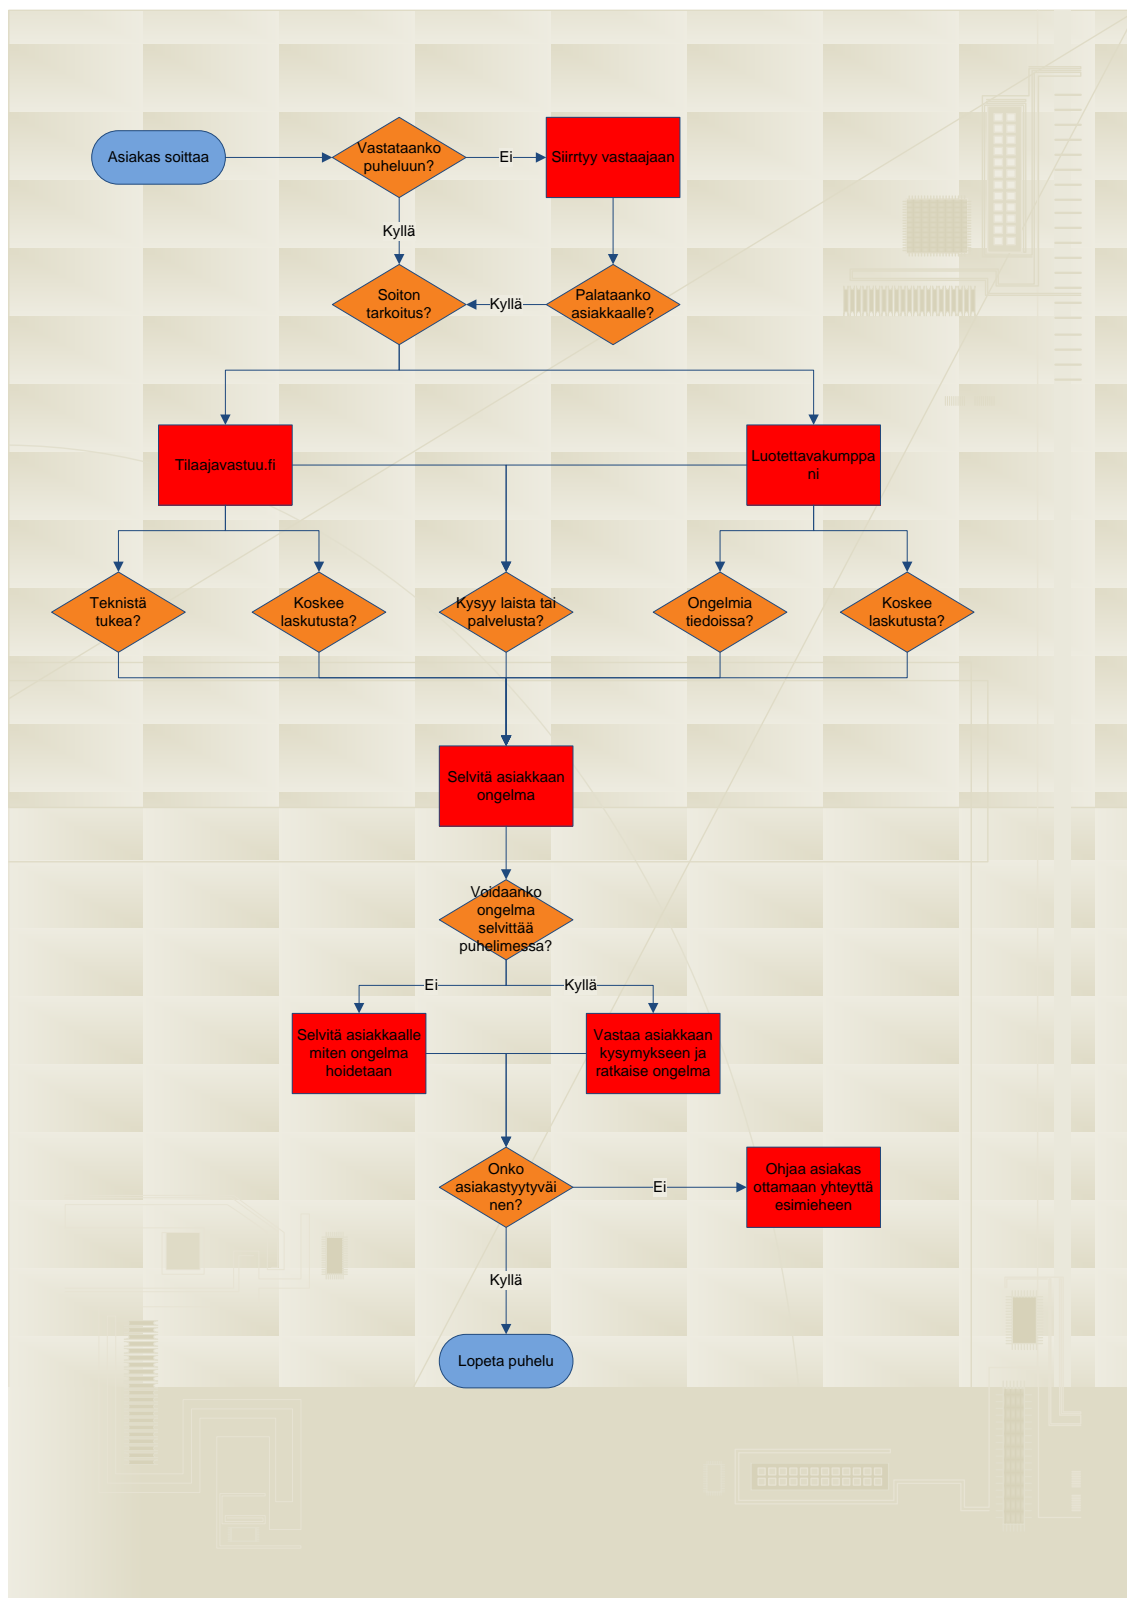 Asiakas soittaa
Vastataanko
puheluun?
Ei
Siirrtyy vastaajaan
Kyllä
Soiton
tarkoitus?
Kyllä
Palataanko
asiakkaalle?
Tilaajavastuu.fi
Luotettavakumppa
ni
Teknistä
tukea?
Koskee
laskutusta?
Kysyy laista tai
palvelusta?
Ongelmia
tiedoissa?
Koskee
laskutusta?
Selvitä asiakkaan
ongelma
Voidaanko
ongelma
selvittää
puhelimessa?
Ei
Kyllä
Selvitä asiakkaalle
miten ongelma
hoidetaan
Vastaa asiakkaan
kysymykseen ja
ratkaise ongelma
Onko
asiakastyytyväi
nen?
Ei
Ohjaa asiakas
ottamaan yhteyttä
esimieheen
Kyllä
Lopeta puhelu